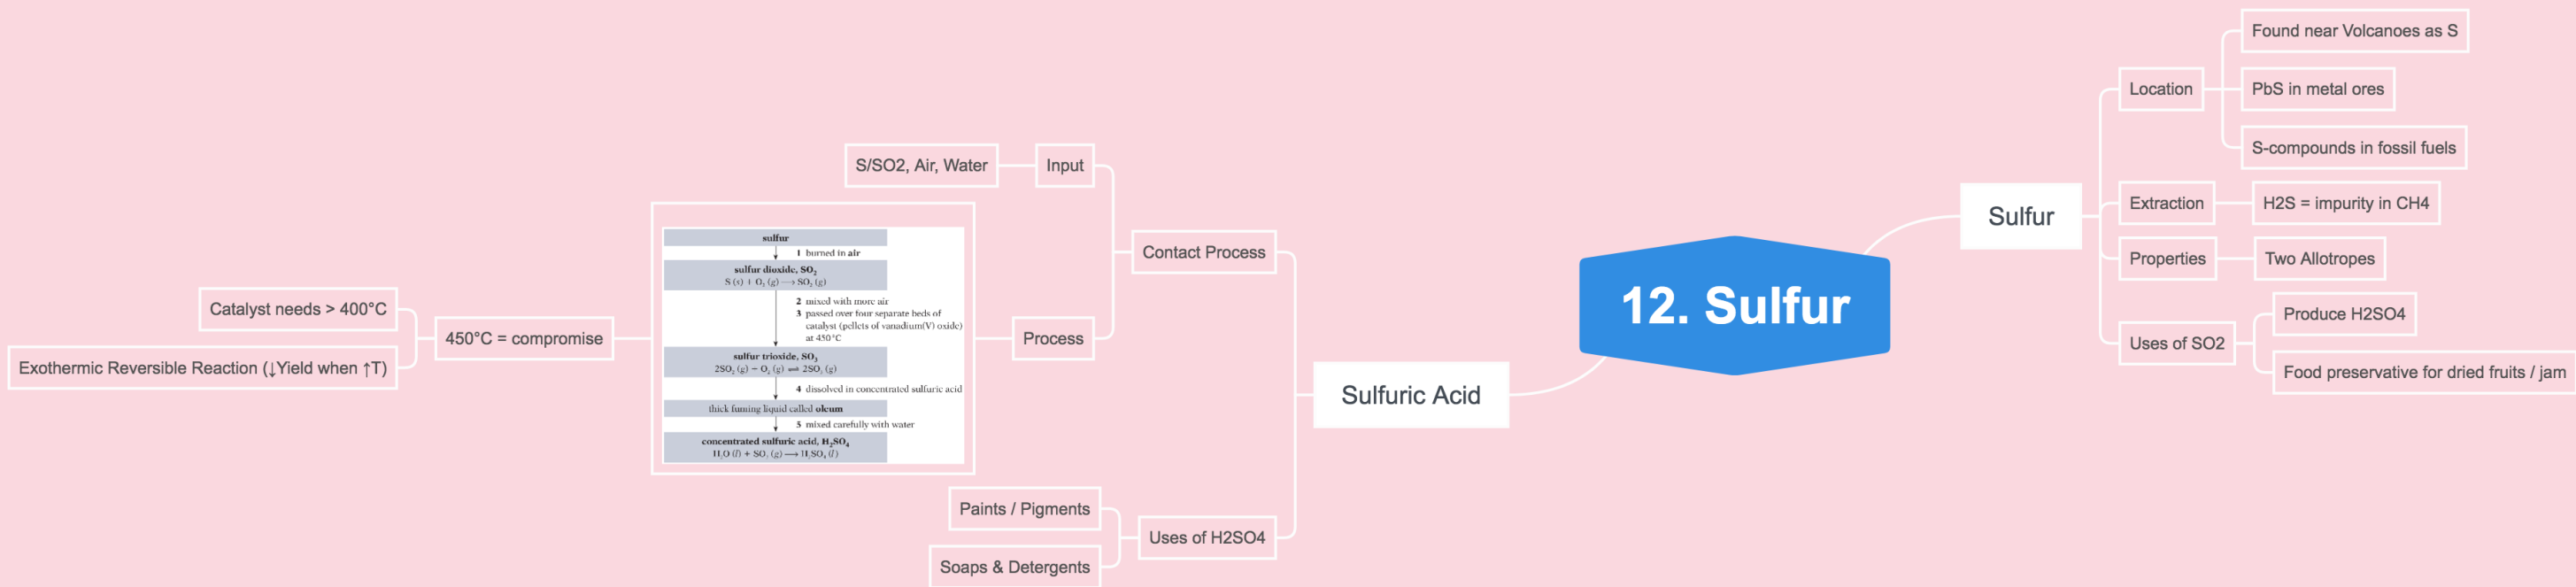 12. Sulfur
Sulfur
Location
Found near Volcanoes as S
PbS in metal ores
S-compounds in fossil fuels
Extraction
H2S = impurity in CH4
Properties
Two Allotropes
Uses of SO2
Produce H2SO4
Food preservative for dried fruits / jam
Sulfuric Acid
Contact Process
Input
S/SO2, Air, Water
Process
sulfur
1 burned in air
sulfur dioxide, SO₂
S (s) + O₂ (g) ⟶ SO₂ (g)
2 mixed with more air
3 passed over four separate beds of
catalyst (pellets of vanadium(V) oxide)
at 450 °C
sulfur trioxide, SO₃
2SO₂ (g) + O₂ (g) ⇌ 2SO₃ (g)
4 dissolved in concentrated sulfuric acid
thick fuming liquid called oleum
5 mixed carefully with water
concentrated sulfuric acid, H₂SO₄
H₂O (l) + SO₃ (g) ⟶ H₂SO₄ (l)
450°C = compromise
Catalyst needs > 400°C
Exothermic Reversible Reaction (↓Yield when ↑T)
Uses of H2SO4
Paints / Pigments
Soaps & Detergents